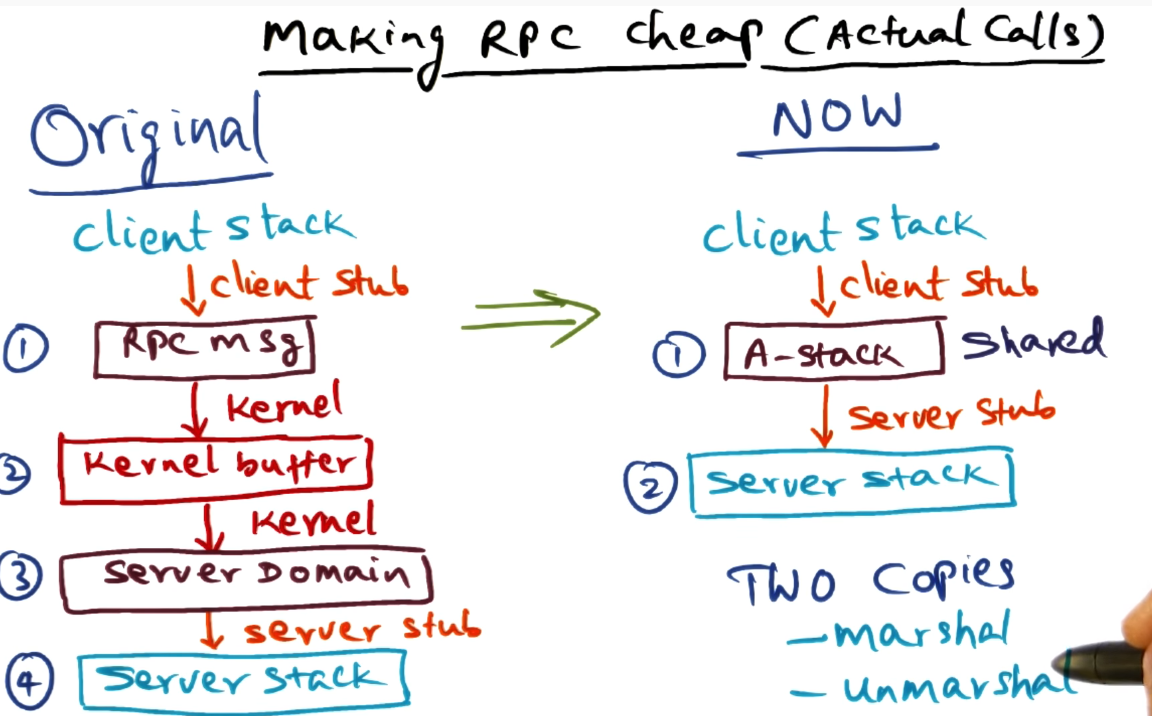 Making RPC cheap (Actual Calls)
Original
client stack
client stub
1
RPC msg
kernel
2
Kernel buffer
kernel
3
Server Domain
server stub
4
Server stack
NOW
client stack
client stub
1
A-stack
Shared
server stub
2
server stack
TWO copies
- marshal
- unmarshal